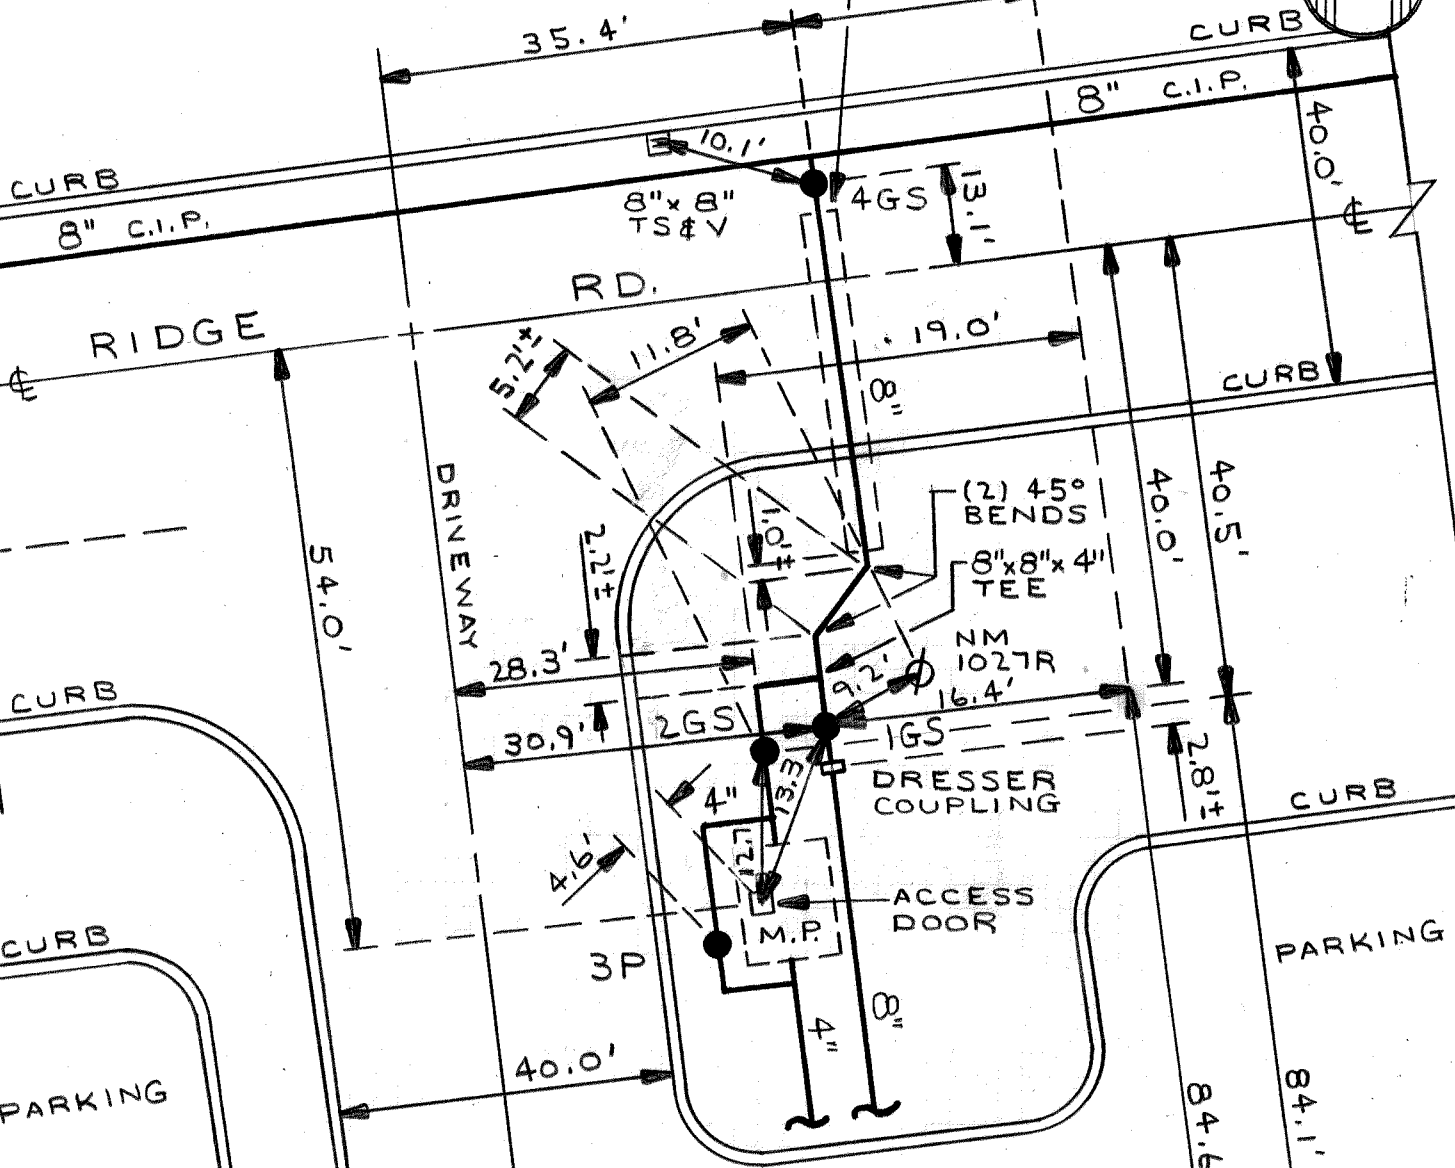 35.4'
CURB
8" C.I.P.
40.0'
10.1'
CURB
8" C.I.P.
8"x 8"
TS & V
4GS
13.1'
℄
RIDGE RD.
℄
5.2'±
11.8'
19.0'
8"
CURB
DRIVEWAY
54.0'
2.2'±
1.0'±
(2) 45°
BENDS
8"x8"x 4"
TEE
40.0'
40.5'
NM
1027R
28.3'
9.2'
16.4'
CURB
2GS
30.9'
1GS
DRESSER
COUPLING
2.8'±
CURB
4"
13.3
12.7
4.6'
ACCESS
DOOR
M.P.
3P
CURB
PARKING
8"
4"
40.0'
PARKING
84.6
84.1'